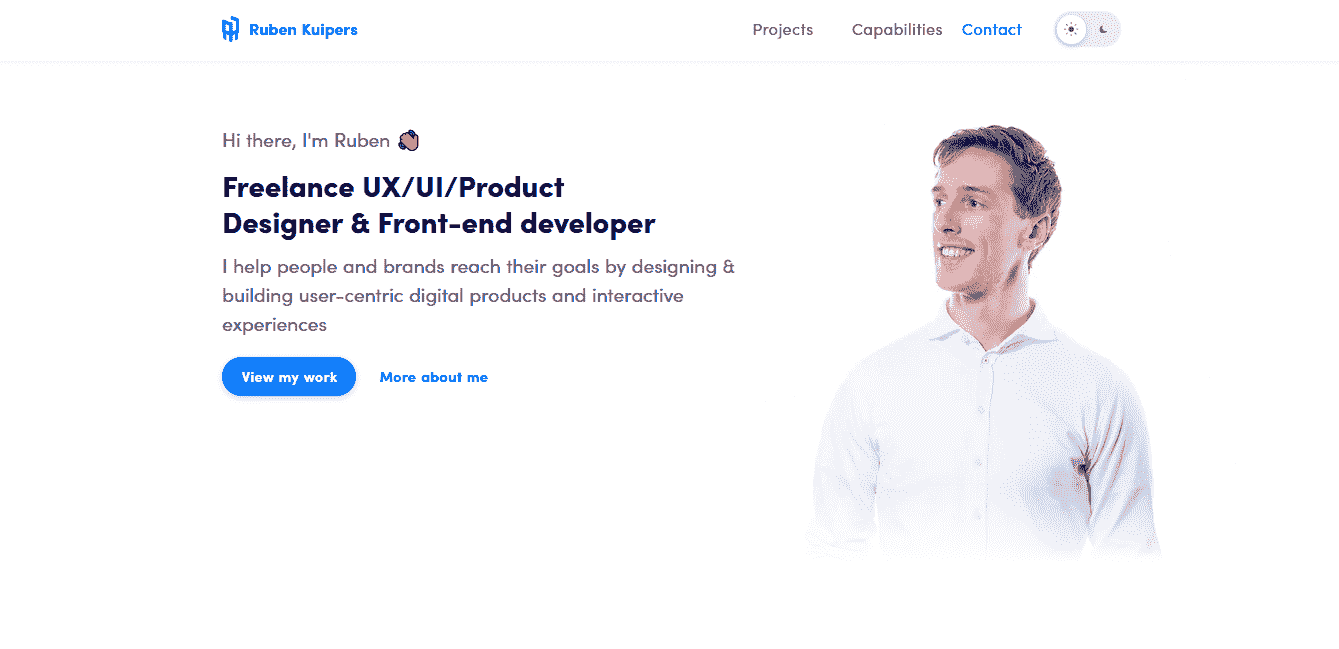 Ruben Kuipers
Projects Capabilities Contact
Hi there, I'm Ruben 👋
Freelance UX/UI/Product
Designer & Front-end developer
I help people and brands reach their goals by designing &
building user-centric digital products and interactive
experiences
View my work More about me